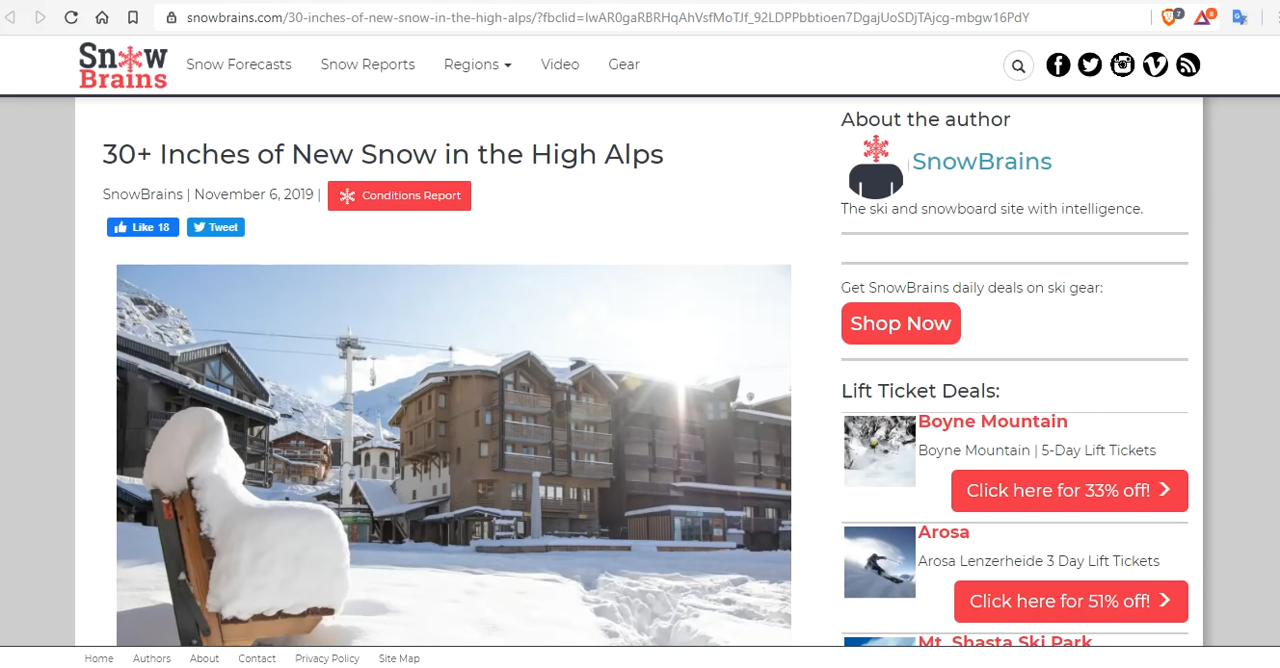 snowbrains.com/30-inches-of-new-snow-in-the-high-alps/?fbclid=IwAR0gaRBRHqAhVsfMoTJf_92LDPPbbtioen7DgajUoSDjTAjcg-mbgw16PdY
7
8
Snow Brains
Snow Forecasts
Snow Reports
Regions
Video
Gear
30+ Inches of New Snow in the High Alps
SnowBrains | November 6, 2019 |
Conditions Report
Like 18
Tweet
About the author
SnowBrains
The ski and snowboard site with intelligence.
Get SnowBrains daily deals on ski gear:
Shop Now
Lift Ticket Deals:
Boyne Mountain
Boyne Mountain | 5-Day Lift Tickets
Click here for 33% off!
Arosa
Arosa Lenzerheide 3 Day Lift Tickets
Click here for 51% off!
Mt. Shasta Ski Park
Home
Authors
About
Contact
Privacy Policy
Site Map